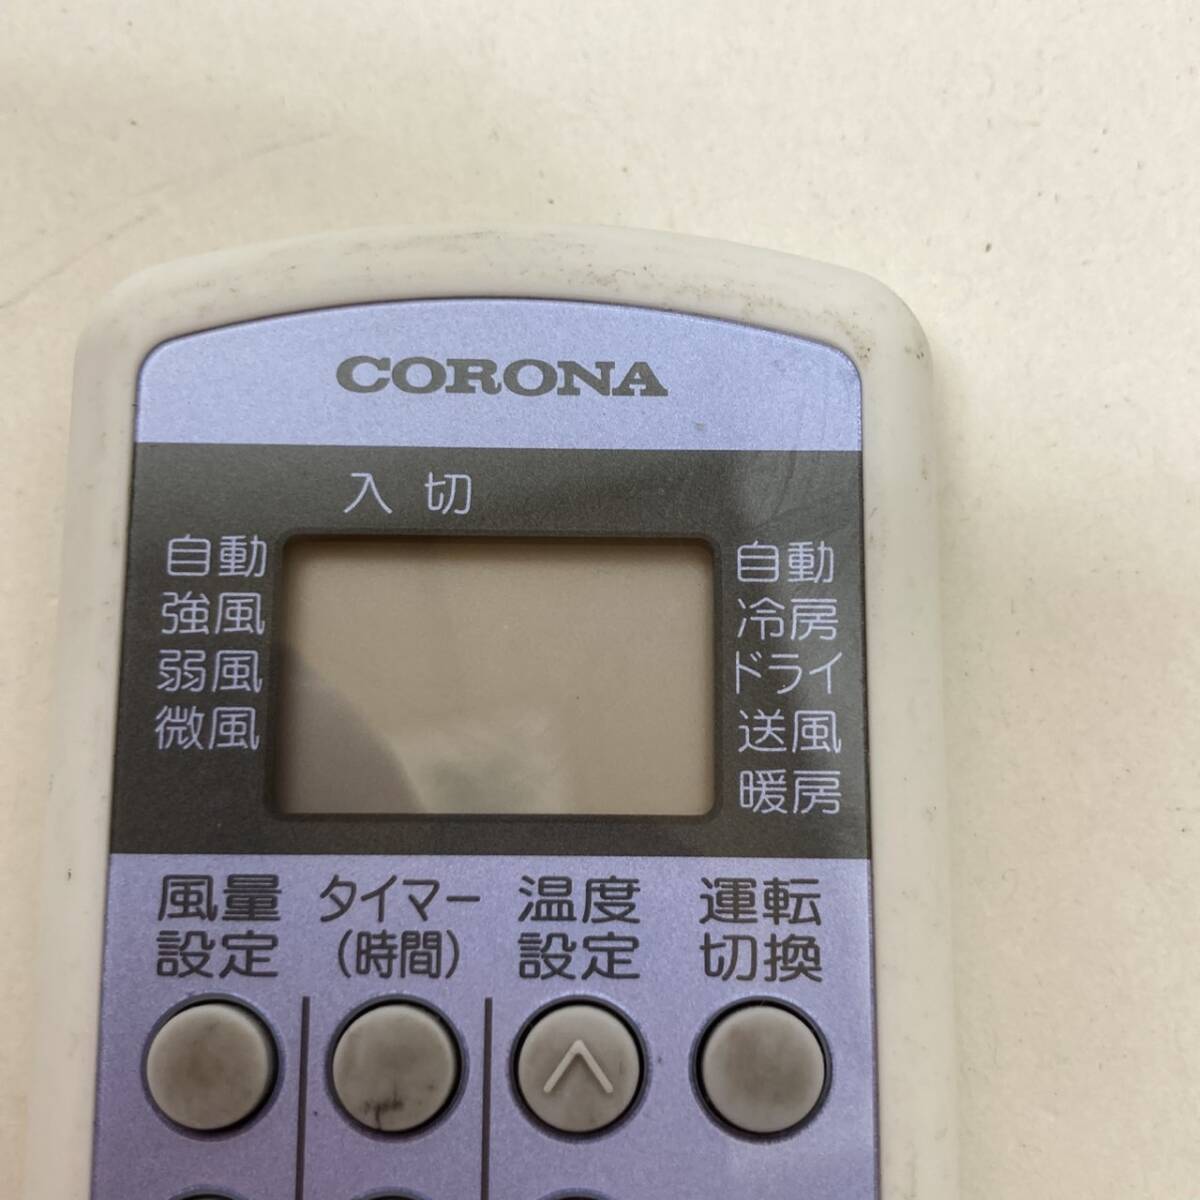 CORONA
入 切
自動
強風
弱風
微風
自動
冷房
ドライ
送風
暖房
風量
設定
タイマー
(時間)
温度
設定
運転
切換